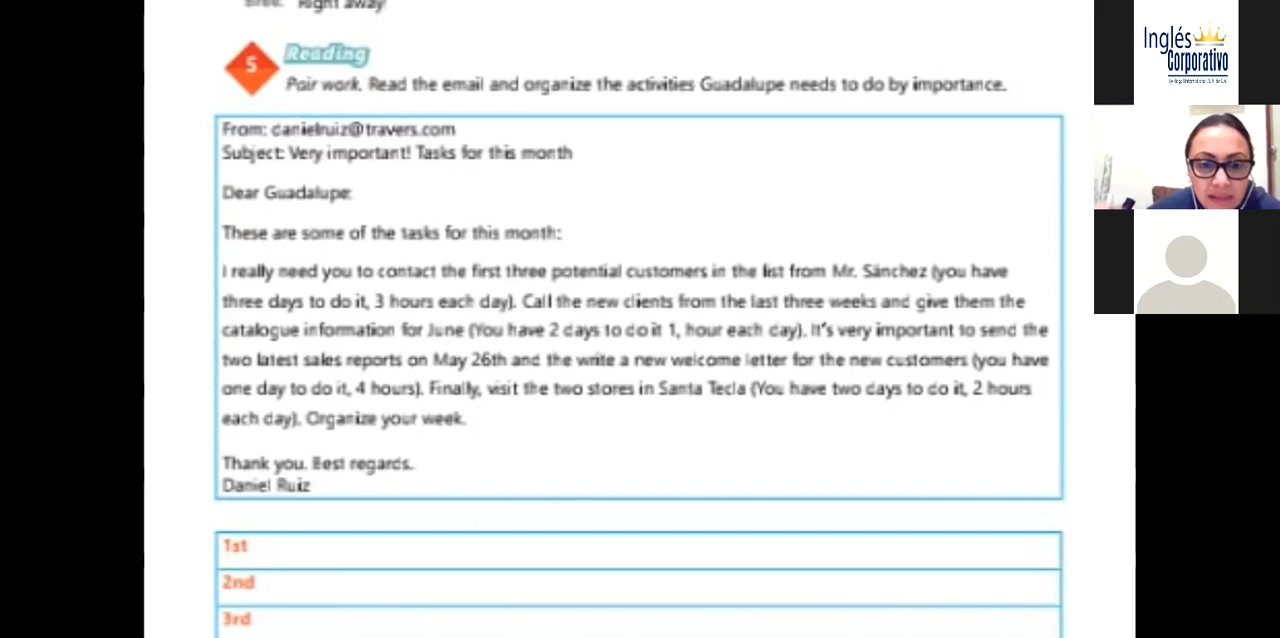 Right away
5
Reading
Pair work. Read the email and organize the activities Guadalupe needs to do by importance.
From: danielruiz@travers.com
Subject: Very important! Tasks for this month
Dear Guadalupe:
These are some of the tasks for this month:
I really need you to contact the first three potential customers in the list from Mr. Sánchez (you have
three days to do it, 3 hours each day). Call the new clients from the last three weeks and give them the
catalogue information for June (You have 2 days to do it 1, hour each day). It's very important to send the
two latest sales reports on May 26th and the write a new welcome letter for the new customers (you have
one day to do it, 4 hours). Finally, visit the two stores in Santa Tecla (You have two days to do it, 2 hours
each day). Organize your week.
Thank you. Best regards.
Daniel Ruiz
1st
2nd
3rd
Inglés
Corporativo